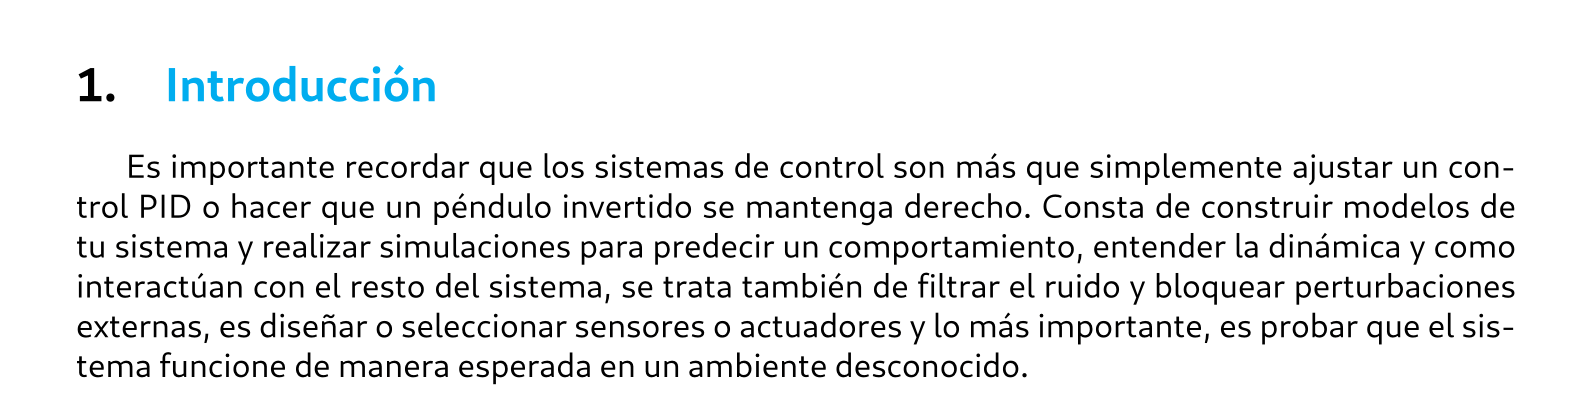 1. Introducción
Es importante recordar que los sistemas de control son más que simplemente ajustar un con-
trol PID o hacer que un péndulo invertido se mantenga derecho. Consta de construir modelos de
tu sistema y realizar simulaciones para predecir un comportamiento, entender la dinámica y como
interactúan con el resto del sistema, se trata también de filtrar el ruido y bloquear perturbaciones
externas, es diseñar o seleccionar sensores o actuadores y lo más importante, es probar que el sis-
tema funcione de manera esperada en un ambiente desconocido.